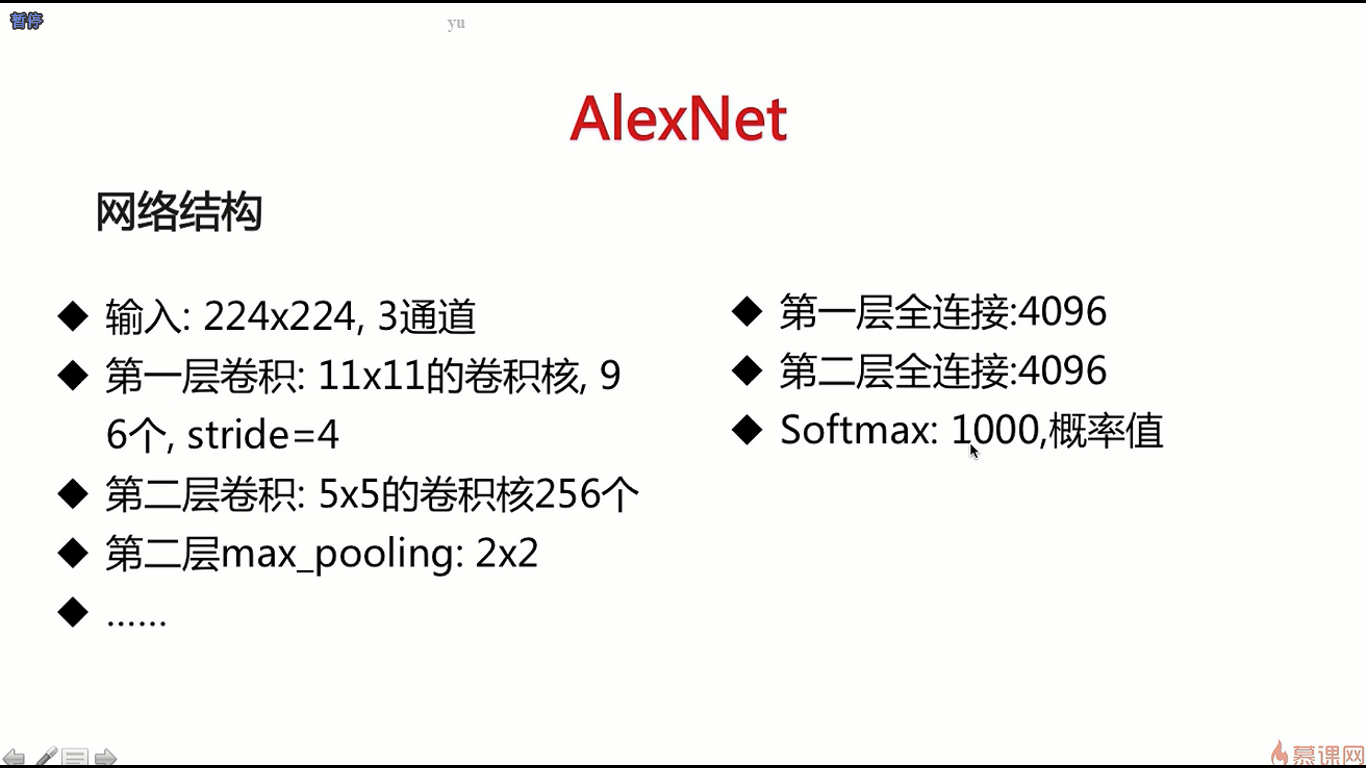 暂停
yu
AlexNet
网络结构
◆ 输入: 224x224, 3通道
◆ 第一层卷积: 11x11的卷积核, 9
6个, stride=4
◆ 第二层卷积: 5x5的卷积核256个
◆ 第二层max_pooling: 2x2
◆ ......
◆ 第一层全连接:4096
◆ 第二层全连接:4096
◆ Softmax: 1000,概率值
慕课网